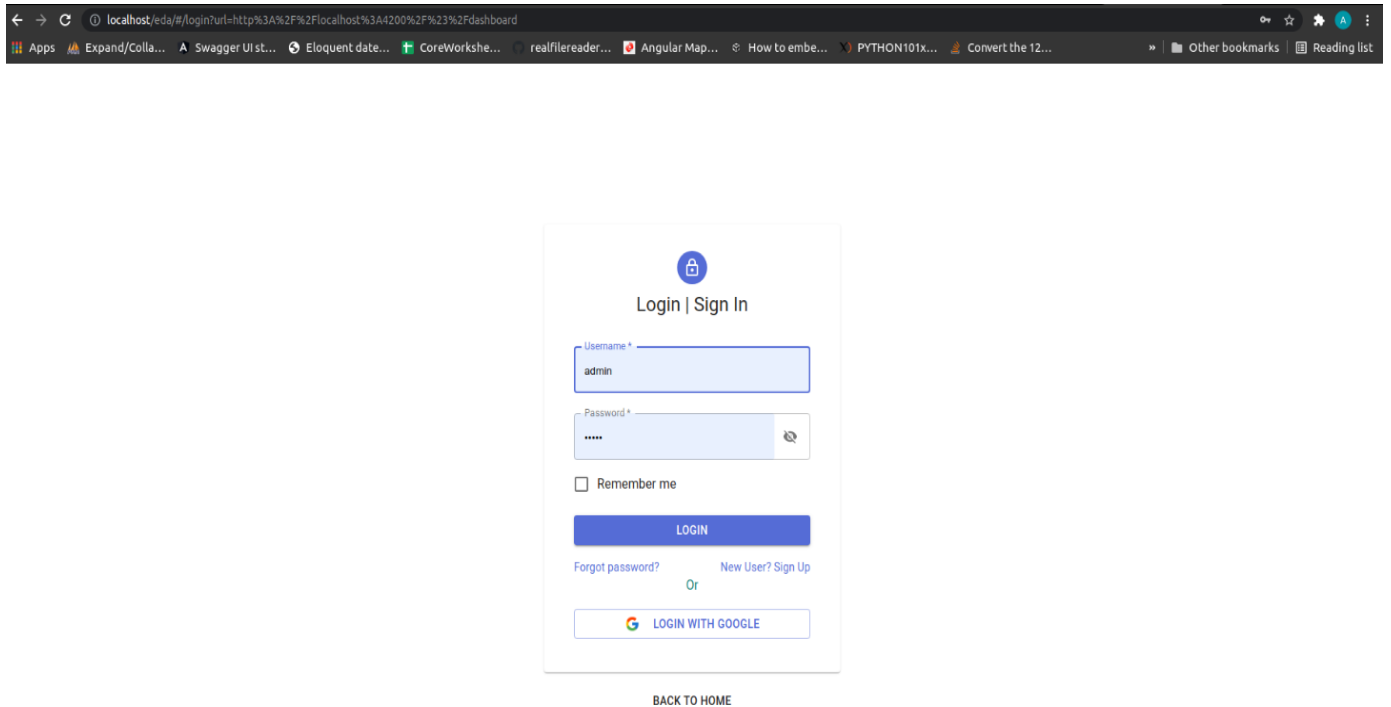 localhost/eda/#/login?url=http%3A%2F%2Flocalhost%3A4200%2F%23%2Fdashboard
A
Apps Expand/Colla... A Swagger UI st... Eloquent date... CoreWorkshe... realfilereader... Angular Map... How to embe... PYTHON101x... Convert the 12... » Other bookmarks Reading list
Login | Sign In
Username *
admin
Password *
•••••
Remember me
LOGIN
Forgot password? New User? Sign Up
Or
G LOGIN WITH GOOGLE
BACK TO HOME